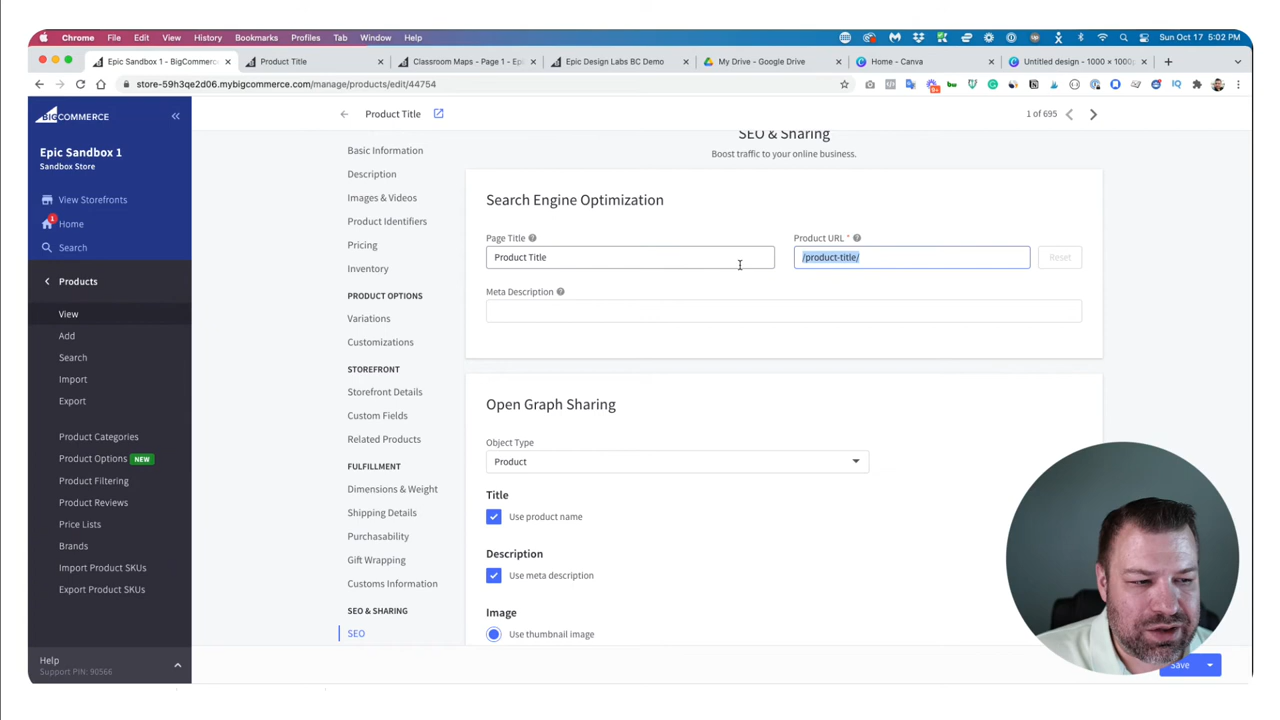 Chrome File Edit View History Bookmarks Profiles Tab Window Help
9+
Sun Oct 17 5:02 PM
Epic Sandbox 1 - BigCommerc
Product Title
Classroom Maps - Page 1 - Epi
Epic Design Labs BC Demo
My Drive - Google Drive
Home - Canva
Untitled design - 1000 × 1000p
store-59h3qe2d06.mybigcommerce.com/manage/products/edit/44754
BIGCOMMERCE
Product Title
1 of 695
Epic Sandbox 1
Sandbox Store
View Storefronts
1
Home
Search
Products
View
Add
Search
Import
Export
Product Categories
Product Options NEW
Product Filtering
Product Reviews
Price Lists
Brands
Import Product SKUs
Export Product SKUs
Help
Support PIN: 90566
Basic Information
Description
Images & Videos
Product Identifiers
Pricing
Inventory
PRODUCT OPTIONS
Variations
Customizations
STOREFRONT
Storefront Details
Custom Fields
Related Products
FULFILLMENT
Dimensions & Weight
Shipping Details
Purchasability
Gift Wrapping
Customs Information
SEO & SHARING
SEO
SEO & Sharing
Boost traffic to your online business.
Search Engine Optimization
Page Title
Product URL *
Product Title
/product-title/
Reset
Meta Description
Open Graph Sharing
Object Type
Product
Title
Use product name
Description
Use meta description
Image
Use thumbnail image
Save